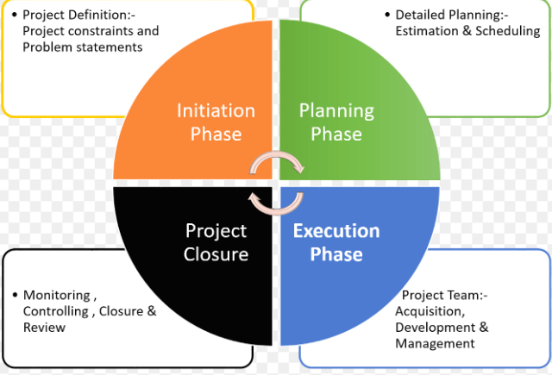 • Project Definition:-
Project constraints and
Problem statements
• Detailed Planning:-
Estimation & Scheduling
Initiation
Phase
Planning
Phase
Project
Closure
Execution
Phase
• Monitoring ,
Controlling , Closure &
Review
Project Team:-
Acquisition,
Development &
Management